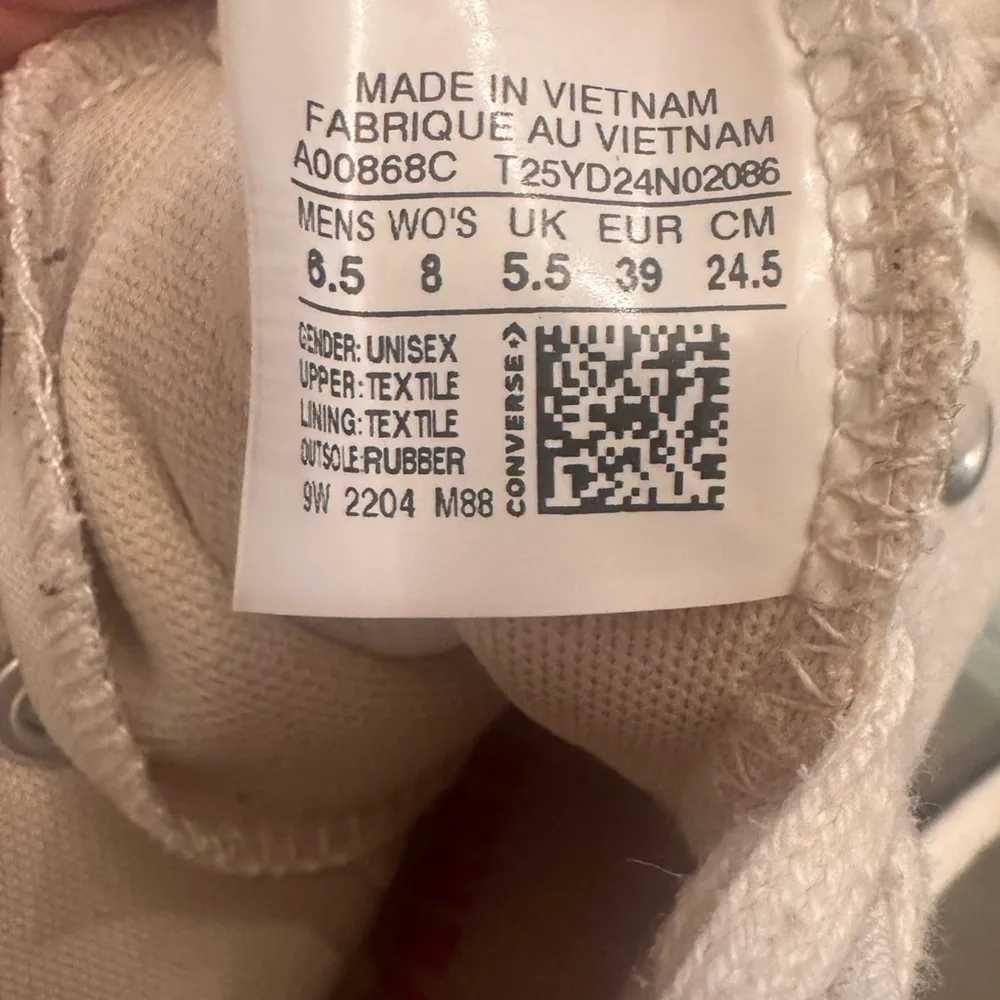 MADE IN VIETNAM
FABRIQUE AU VIETNAM
A00868C T25YD24N02086
MENS WO'S UK EUR CM
6.5 8 5.5 39 24.5
GENDER: UNISEX
UPPER: TEXTILE
LINING: TEXTILE
OUTSOLE: RUBBER
9W 2204 M88
CONVERSE